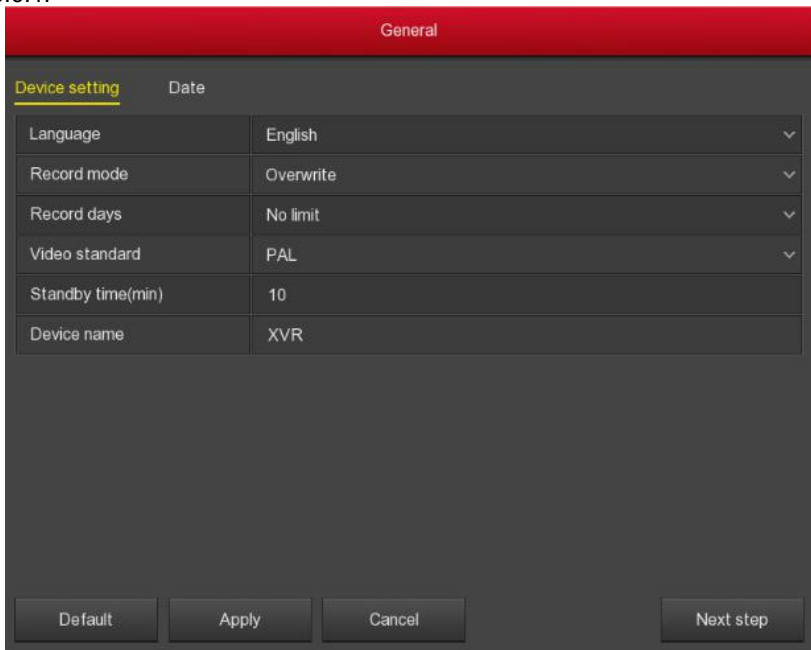 General
Device setting Date
Language English
Record mode Overwrite
Record days No limit
Video standard PAL
Standby time(min) 10
Device name XVR
Default Apply Cancel Next step